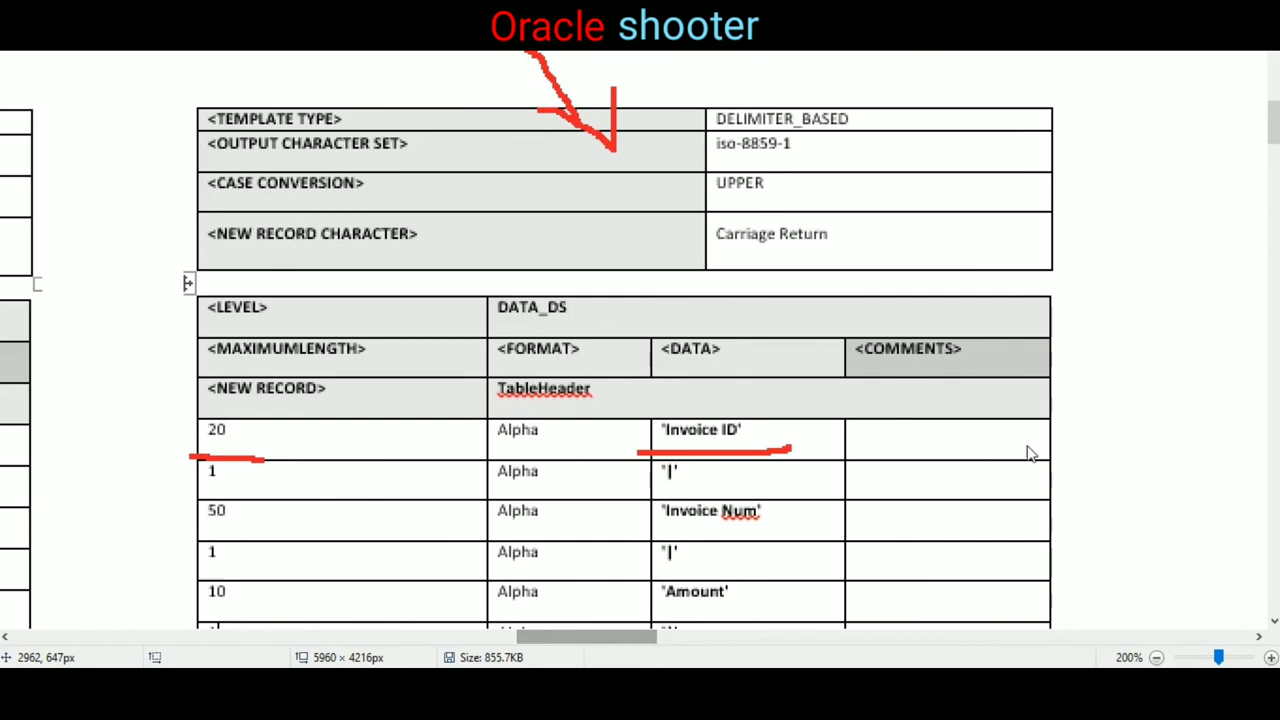 Oracle shooter
<TEMPLATE TYPE> DELIMITER_BASED
<OUTPUT CHARACTER SET> iso-8859-1
<CASE CONVERSION> UPPER
<NEW RECORD CHARACTER> Carriage Return
<LEVEL> DATA_DS
<MAXIMUMLENGTH> <FORMAT> <DATA> <COMMENTS>
<NEW RECORD> TableHeader
20 Alpha 'Invoice ID'
1 Alpha '|'
50 Alpha 'Invoice Num'
1 Alpha '|'
10 Alpha 'Amount'
2962, 647px 5960 × 4216px Size: 855.7KB 200%